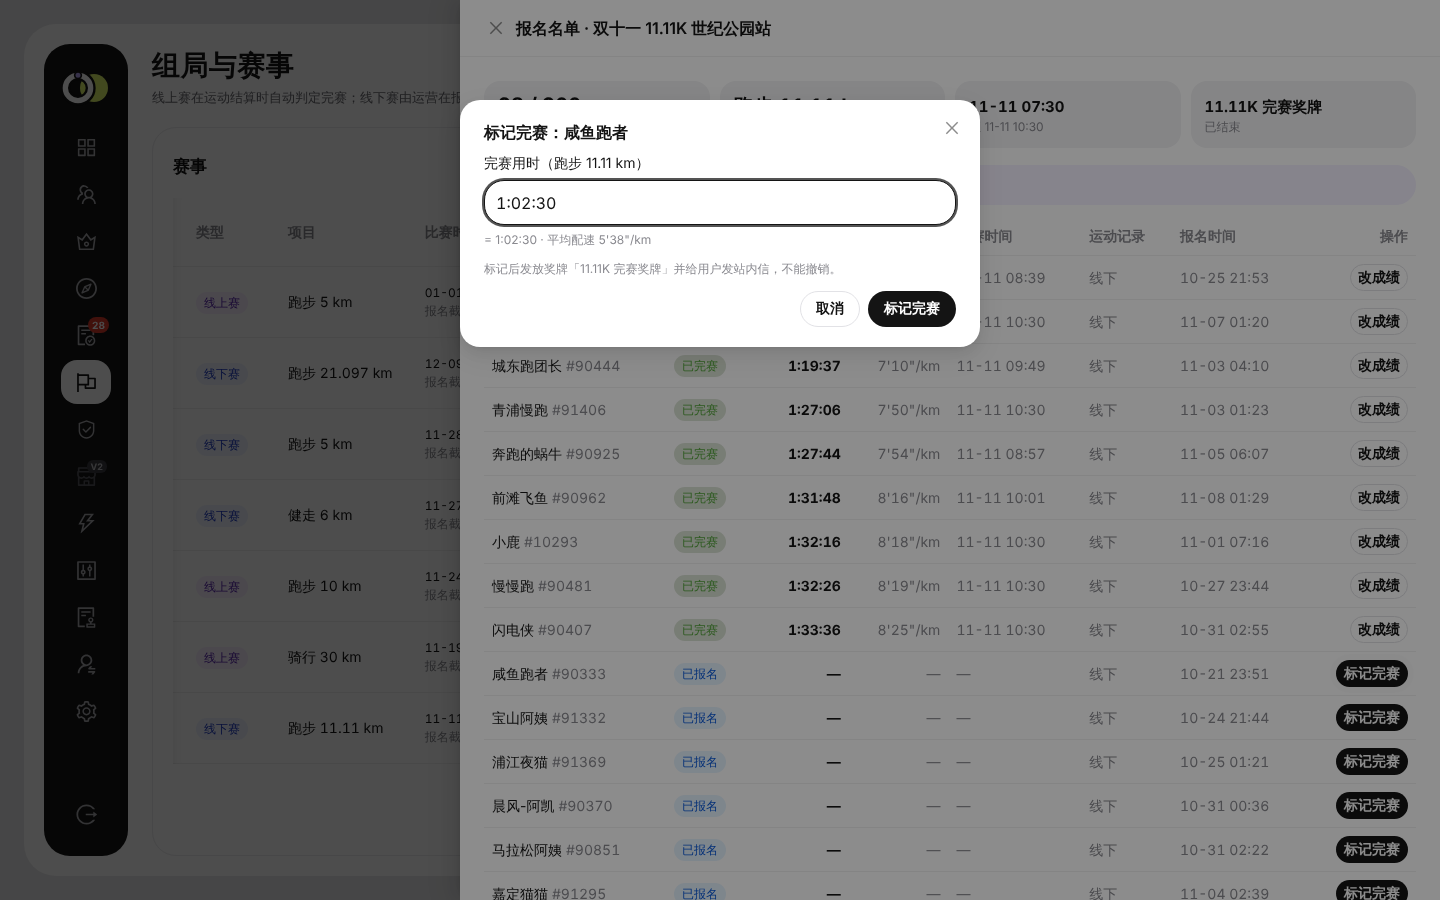 组局与赛事
线上赛在运动结算时自动判定完赛；线下赛由运营在报
28
V2
赛事
类型 项目 比赛时
线上赛 跑步 5 km 01-01
报名截
线下赛 跑步 21.097 km 12-09
报名截
线下赛 跑步 5 km 11-28
报名截
线下赛 健走 6 km 11-27
报名截
线上赛 跑步 10 km 11-24
报名截
线上赛 骑行 30 km 11-19
报名截
线下赛 跑步 11.11 km 11-11
报名截
报名名单 · 双十一 11.11K 世纪公园站
11-11 07:30
11-11 10:30
11.11K 完赛奖牌
已结束
标记完赛：咸鱼跑者
完赛用时（跑步 11.11 km）
1:02:30
= 1:02:30 · 平均配速 5'38"/km
标记后发放奖牌「11.11K 完赛奖牌」并给用户发站内信，不能撤销。
取消 标记完赛
赛时间 运动记录 报名时间 操作
-11 08:39 线下 10-25 21:53 改成绩
-11 10:30 线下 11-07 01:20 改成绩
城东跑团长 #90444 已完赛 1:19:37 7'10"/km 11-11 09:49 线下 11-03 04:10 改成绩
青浦慢跑 #91406 已完赛 1:27:06 7'50"/km 11-11 10:30 线下 11-03 01:23 改成绩
奔跑的蜗牛 #90925 已完赛 1:27:44 7'54"/km 11-11 08:57 线下 11-05 06:07 改成绩
前滩飞鱼 #90962 已完赛 1:31:48 8'16"/km 11-11 10:01 线下 11-08 01:29 改成绩
小鹿 #10293 已完赛 1:32:16 8'18"/km 11-11 10:30 线下 11-01 07:16 改成绩
慢慢跑 #90481 已完赛 1:32:26 8'19"/km 11-11 10:30 线下 10-27 23:44 改成绩
闪电侠 #90407 已完赛 1:33:36 8'25"/km 11-11 10:30 线下 10-31 02:55 改成绩
咸鱼跑者 #90333 已报名 — — — 线下 10-21 23:51 标记完赛
宝山阿姨 #91332 已报名 — — — 线下 10-24 21:44 标记完赛
浦江夜猫 #91369 已报名 — — — 线下 10-25 01:21 标记完赛
晨风-阿凯 #90370 已报名 — — — 线下 10-31 00:36 标记完赛
马拉松阿姨 #90851 已报名 — — — 线下 10-31 02:22 标记完赛
嘉定猫猫 #91295 已报名 — — — 线下 11-04 02:39 标记完赛